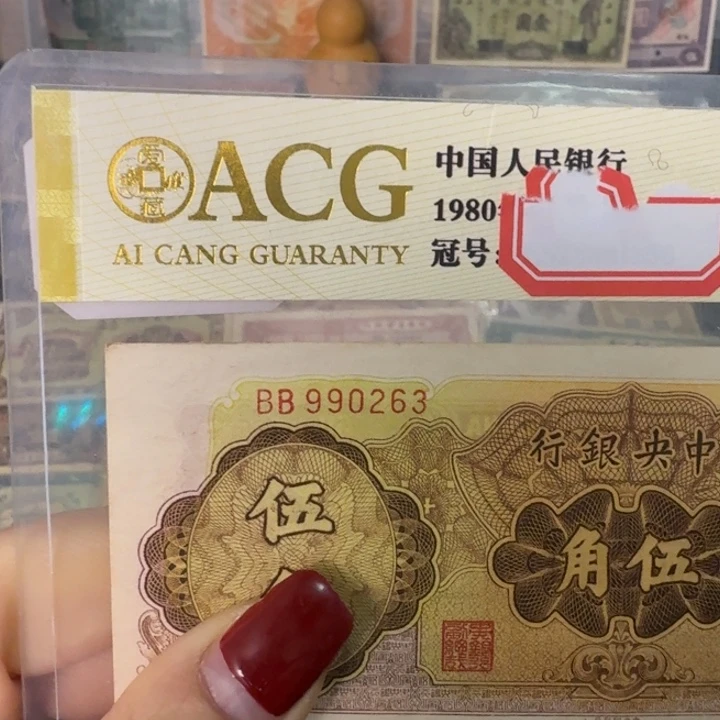 ACG
AI CANG GUARANTY
中国人民银行
1980
冠号:
BB 990263
行銀央中
伍
角伍